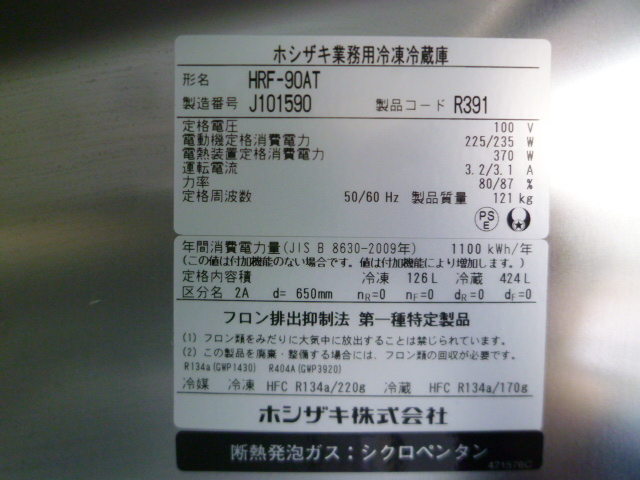 ホシザキ業務用冷凍冷蔵庫
形名 HRF-90AT
製造番号 J101590 製品コード R391
定格電圧 100 V
電動機定格消費電力 225/235 W
電熱装置定格消費電力 370 W
運転電流 3.2/3.1 A
力率 80/87 %
定格周波数 50/60 Hz 製品質量 121 kg
PS E
年間消費電力量(JIS B 8630-2009年) 1100 kWh/年
(この値は付加機能のない場合です。値は付加機能により増加します。)
定格内容積 冷凍 126L 冷蔵 424L
区分名 2A d= 650mm nR=0 nF=0 dR=0 dF=0
フロン排出抑制法 第一種特定製品
(1) フロン類をみだりに大気中に放出することは禁じられています。
(2) この製品を廃棄・整備する場合には、フロン類の回収が必要です。
R134a(GWP1430) R404A(GWP3920)
冷媒 冷凍 HFC R134a/220g 冷蔵 HFC R134a/170g
ホシザキ株式会社
断熱発泡ガス：シクロペンタン